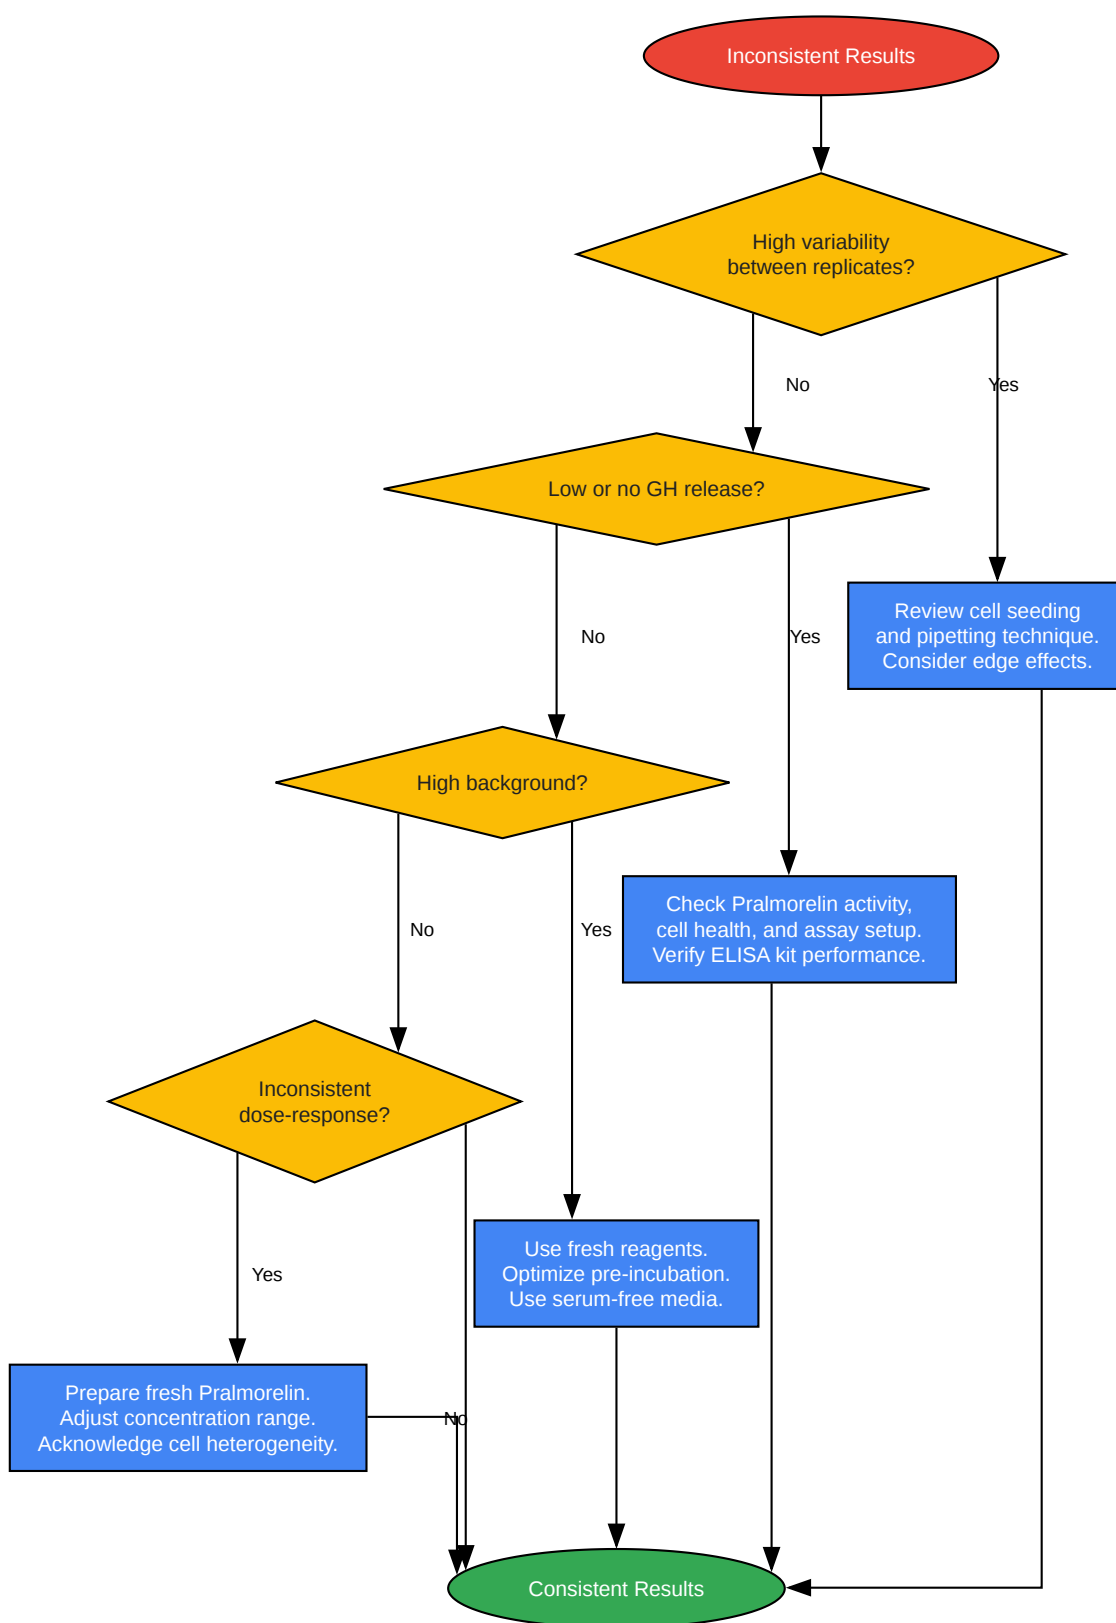 Inconsistent Results
High variability
between replicates?
No
Yes
Low or no GH release?
Review cell seeding
and pipetting technique.
Consider edge effects.
No
Yes
High background?
Check Pralmorelin activity,
cell health, and assay setup.
Verify ELISA kit performance.
No
Yes
Inconsistent
dose-response?
Use fresh reagents.
Optimize pre-incubation.
Use serum-free media.
Yes
Prepare fresh Pralmorelin.
Adjust concentration range.
Acknowledge cell heterogeneity.
No
Consistent Results